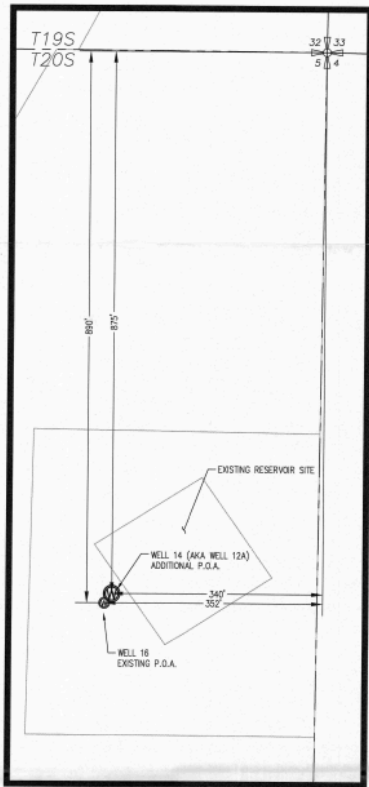 T19S
T20S
32 33
5 4
890'
875'
EXISTING RESERVOIR SITE
WELL 14 (AKA WELL 12A)
ADDITIONAL P.O.A.
340'
352'
WELL 16
EXISTING P.O.A.